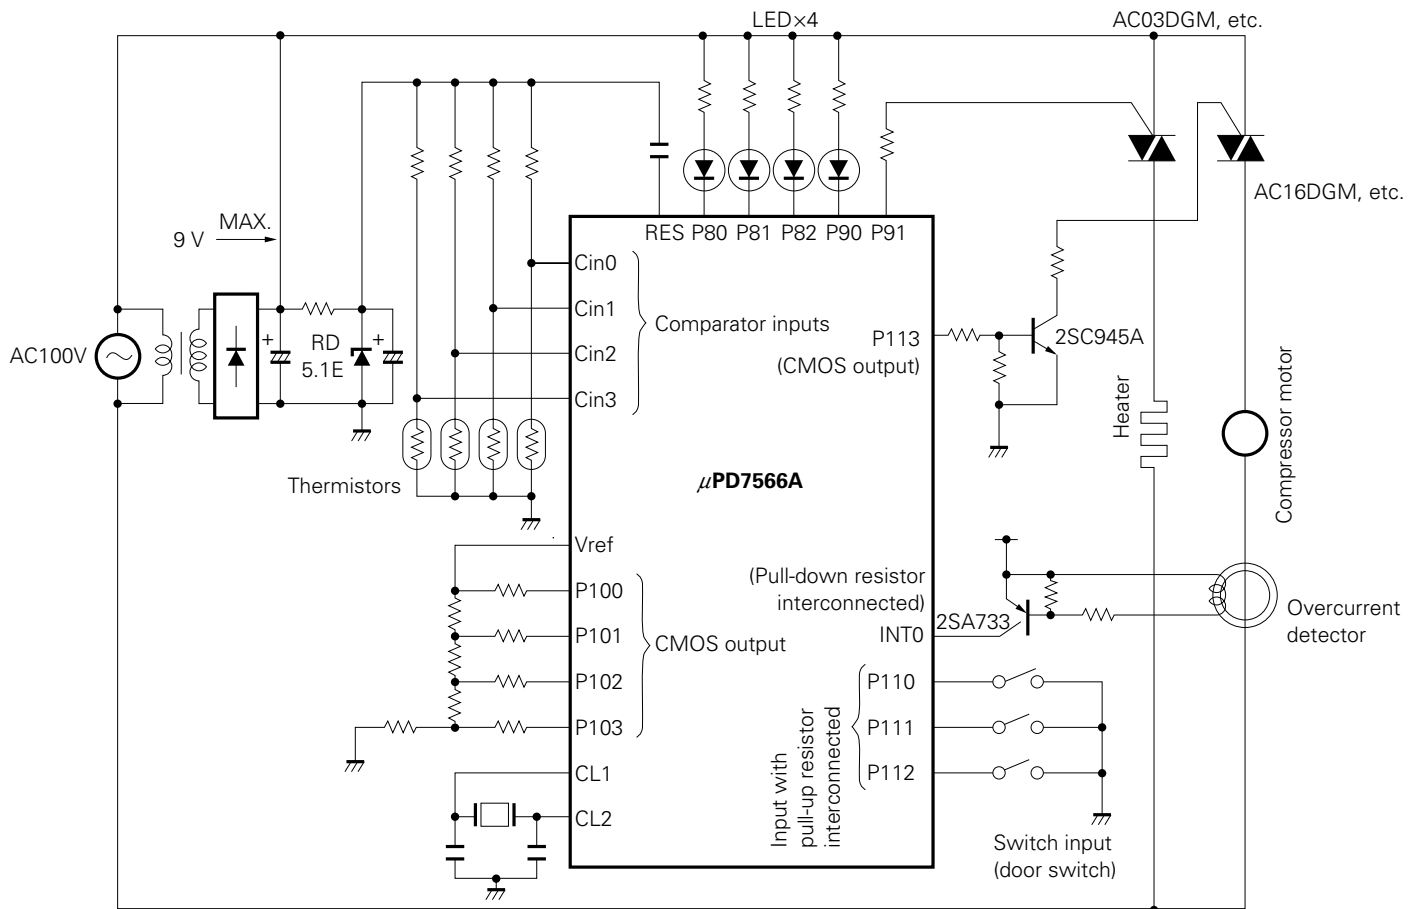 LED×4
AC03DGM, etc.
AC16DGM, etc.
MAX.
9 V
RES P80 P81 P82 P90 P91
Cin0
Cin1
Cin2
Cin3
Comparator inputs
P113
(CMOS output)
2SC945A
AC100V
+
RD
5.1E
+
Thermistors
Heater
Compressor motor
μPD7566A
Vref
P100
P101
P102
P103
CMOS output
(Pull-down resistor
interconnected)
INT0
2SA733
Overcurrent
detector
P110
P111
P112
Input with
pull-up resistor
interconnected
CL1
CL2
Switch input
(door switch)